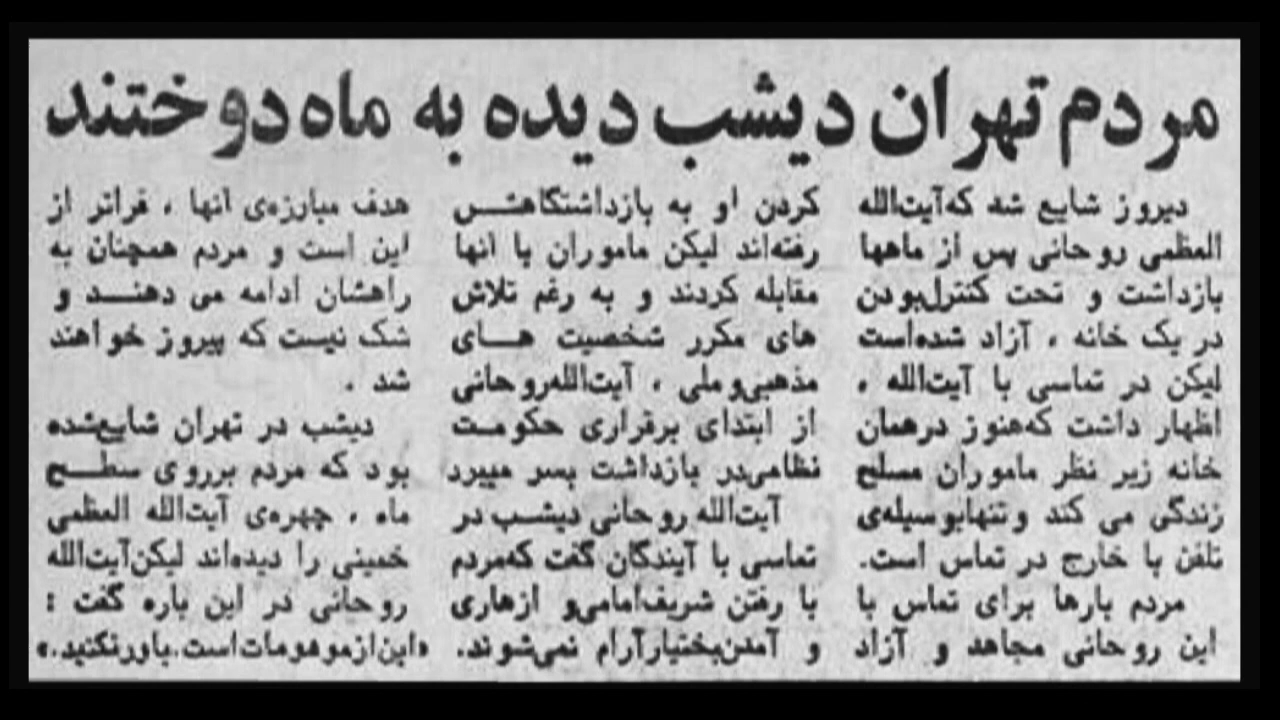 مردم تهران دیشب دیده به ماه دوختند
دیروز شایع شد که آیت‌الله
العظمی روحانی پس از ماهها
بازداشت و تحت کنترل‌بودن
در یک خانه ، آزاد شده‌است
لیکن در تماسی با آیت‌الله ،
اظهار داشت که‌هنوز درهمان
خانه زیر نظر ماموران مسلح
زندگی می کند و تنهابوسیله‌ی
تلفن با خارج در تماس است.
مردم بارها برای تماس با
این روحانی مجاهد و آزاد
کردن او به بازداشتگاهش
رفته‌اند لیکن ماموران با آنها
مقابله کردند و به رغم تلاش
های مکرر شخصیت های
مذهبی‌وملی ، آیت‌الله‌روحانی
از ابتدای برقراری حکومت
نظامی‌در بازداشت بسر میبرد
آیت‌الله روحانی دیشب در
تماسی با آیندگان گفت که‌مردم
با رفتن شریف‌امامی‌و ازهاری
و آمدن‌بختیارآرام نمی‌شوند.
هدف مبارزه‌ی آنها ، فراتر از
این است و مردم همچنان به
راهشان ادامه می دهند و
شک نیست که پیروز خواهند
شد .
دیشب در تهران شایع‌شده
بود که مردم برروی سطح
ماه ، چهره‌ی آیت‌الله العظمی
خمینی را دیده‌اند لیکن‌آیت‌الله
روحانی در این باره گفت :
«این‌ازموهومات‌است.باورنکنید.»